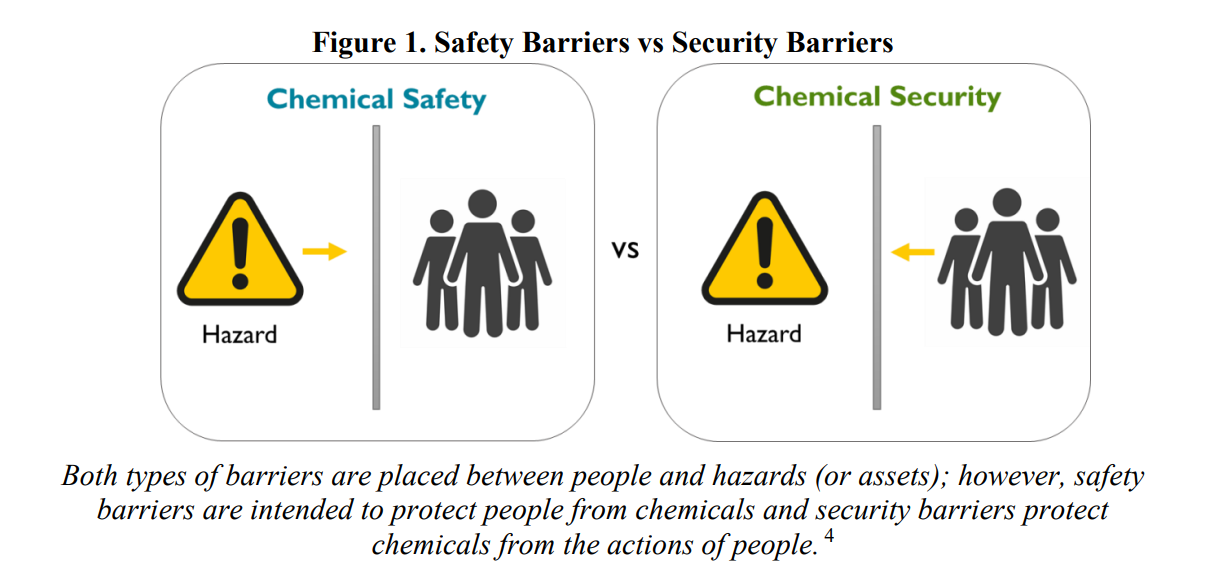 Figure 1. Safety Barriers vs Security Barriers
Chemical Safety
Hazard
vs
Chemical Security
Hazard
Both types of barriers are placed between people and hazards (or assets); however, safety
barriers are intended to protect people from chemicals and security barriers protect
chemicals from the actions of people. 4